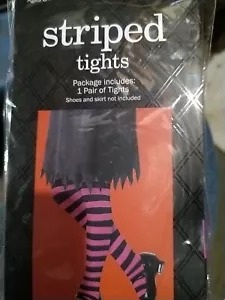 striped
tights
Package includes:
1 Pair of Tights
Shoes and skirt not included